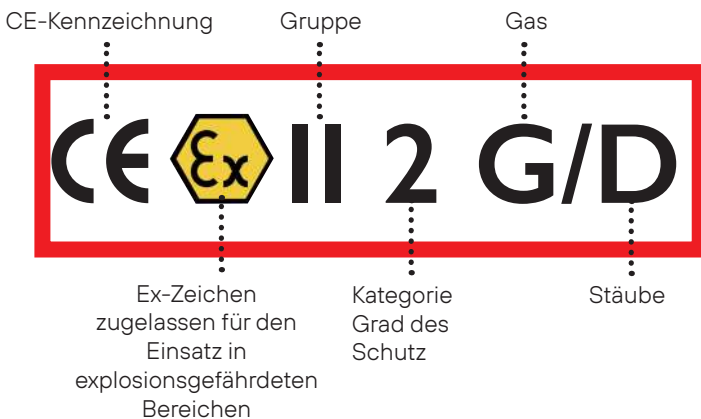 CE-Kennzeichnung Gruppe Gas
CE Ex II 2 G/D
Ex-Zeichen
zugelassen für den
Einsatz in
explosionsgefährdeten
Bereichen
Kategorie
Grad des
Schutz
Stäube